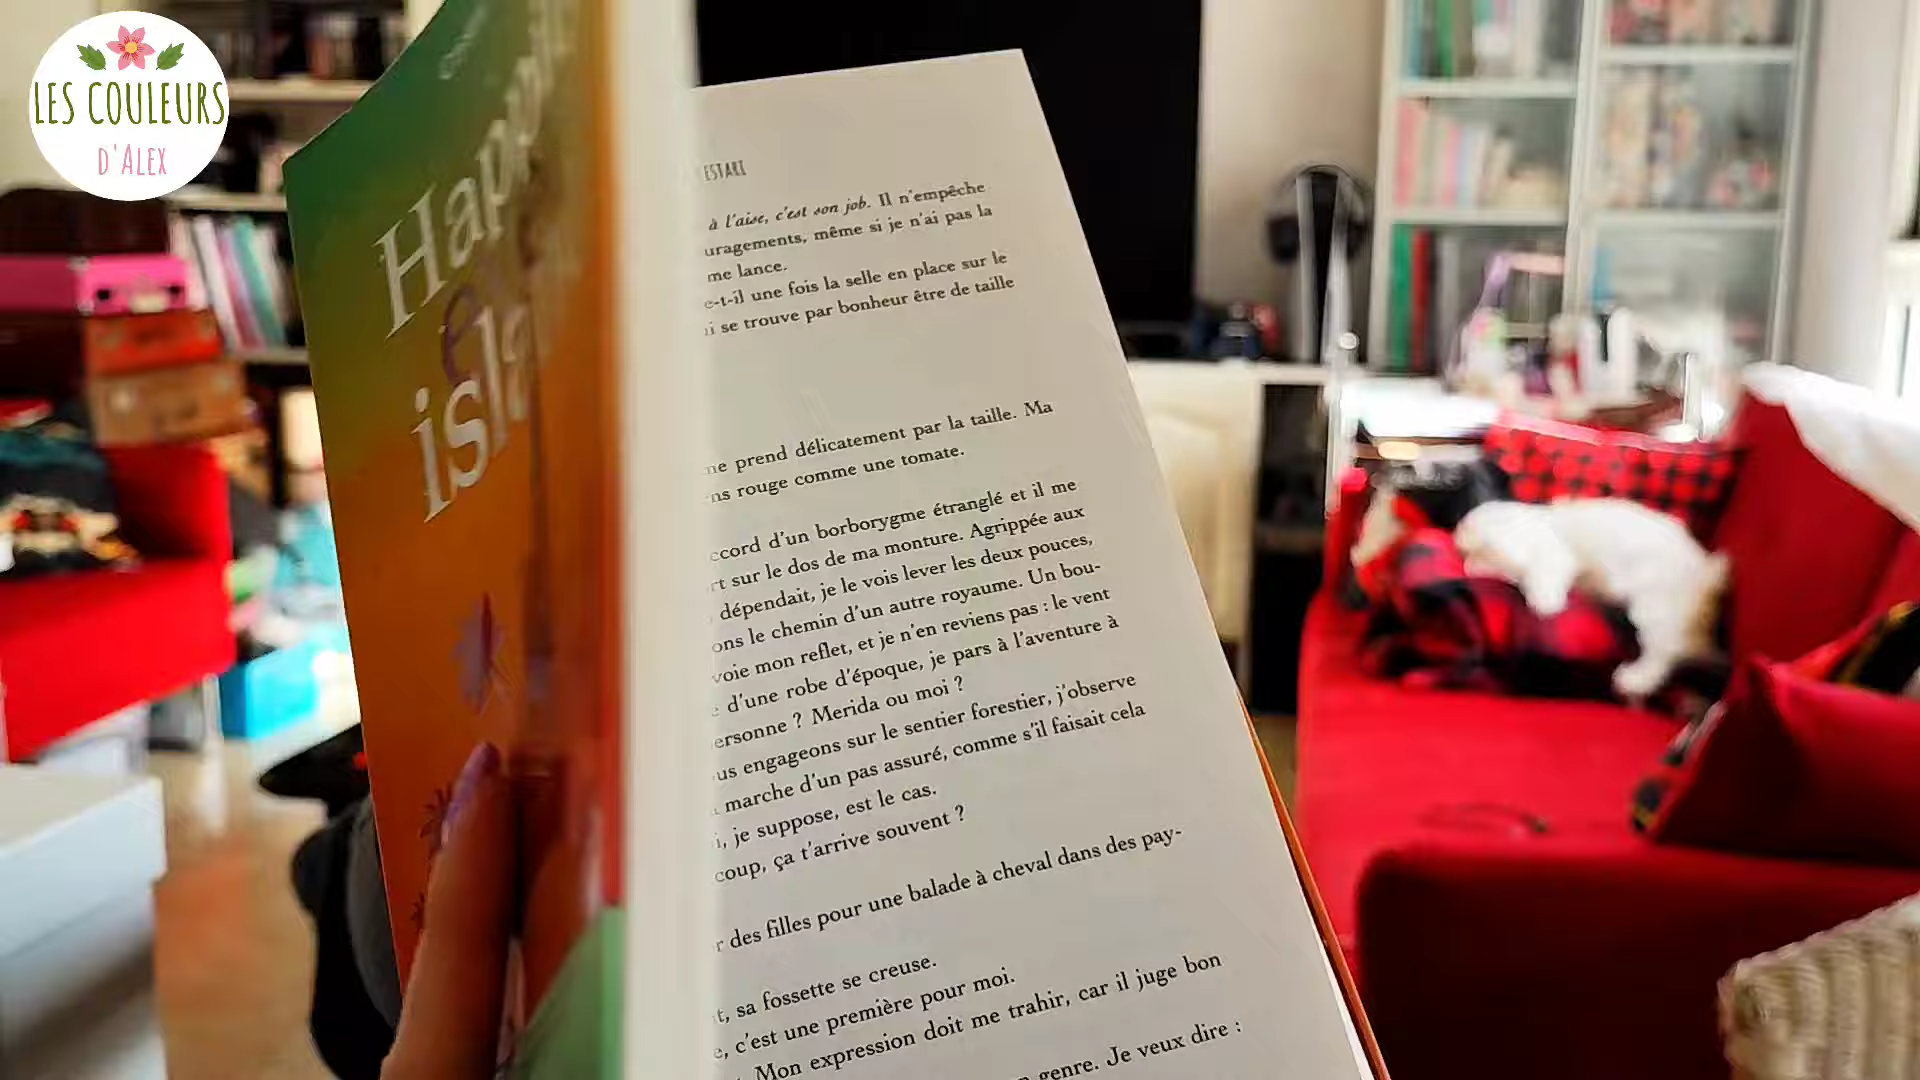 LES COULEURS
D'ALEX
Happ
isla
ESTARI
à l'aise, c'est son job. Il n'empêche
uragements, même si je n'ai pas la
me lance.
e-t-il une fois la selle en place sur le
i se trouve par bonheur être de taille
ne prend délicatement par la taille. Ma
ns rouge comme une tomate.
ccord d'un borborygme étranglé et il me
rt sur le dos de ma monture. Agrippée aux
dépendait, je le vois lever les deux pouces,
ons le chemin d'un autre royaume. Un bou-
voie mon reflet, et je n'en reviens pas : le vent
d'une robe d'époque, je pars à l'aventure à
ersonne ? Merida ou moi ?
us engageons sur le sentier forestier, j'observe
marche d'un pas assuré, comme s'il faisait cela
i, je suppose, est le cas.
coup, ça t'arrive souvent ?
r des filles pour une balade à cheval dans des pay-
t, sa fossette se creuse.
e, c'est une première pour moi.
. Mon expression doit me trahir, car il juge bon
genre. Je veux dire :